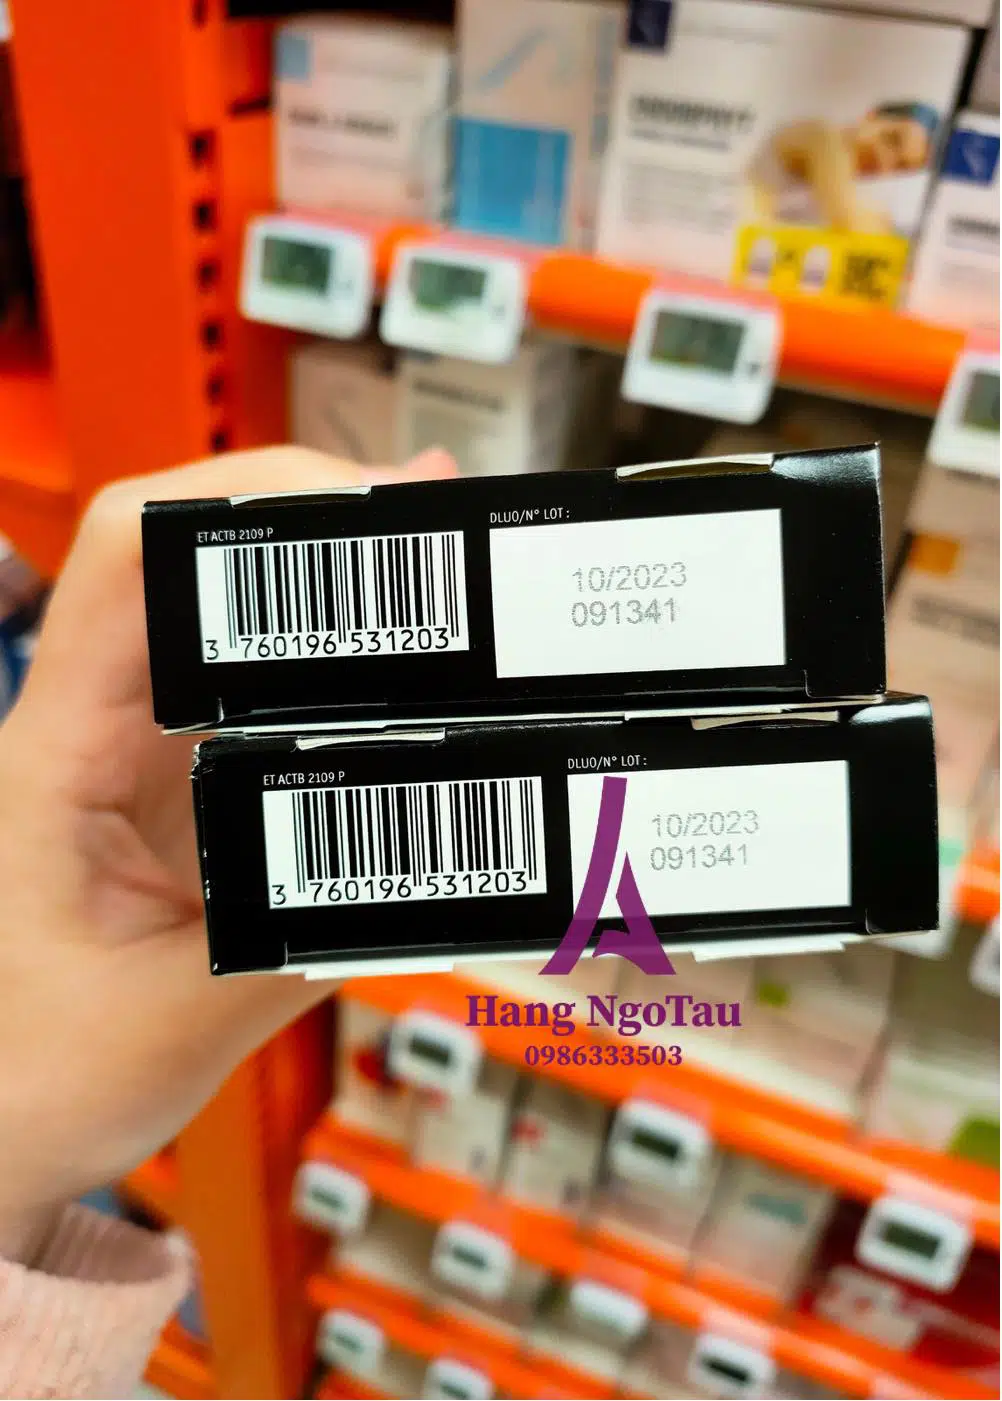 ET ACTB 2109 P
DLUO/N° LOT :
10/2023
091341
3 760196 531203
ET ACTB 2109 P
DLUO/N° LOT :
10/2023
091341
3 760196 531203
Hang NgoTau
0986333503